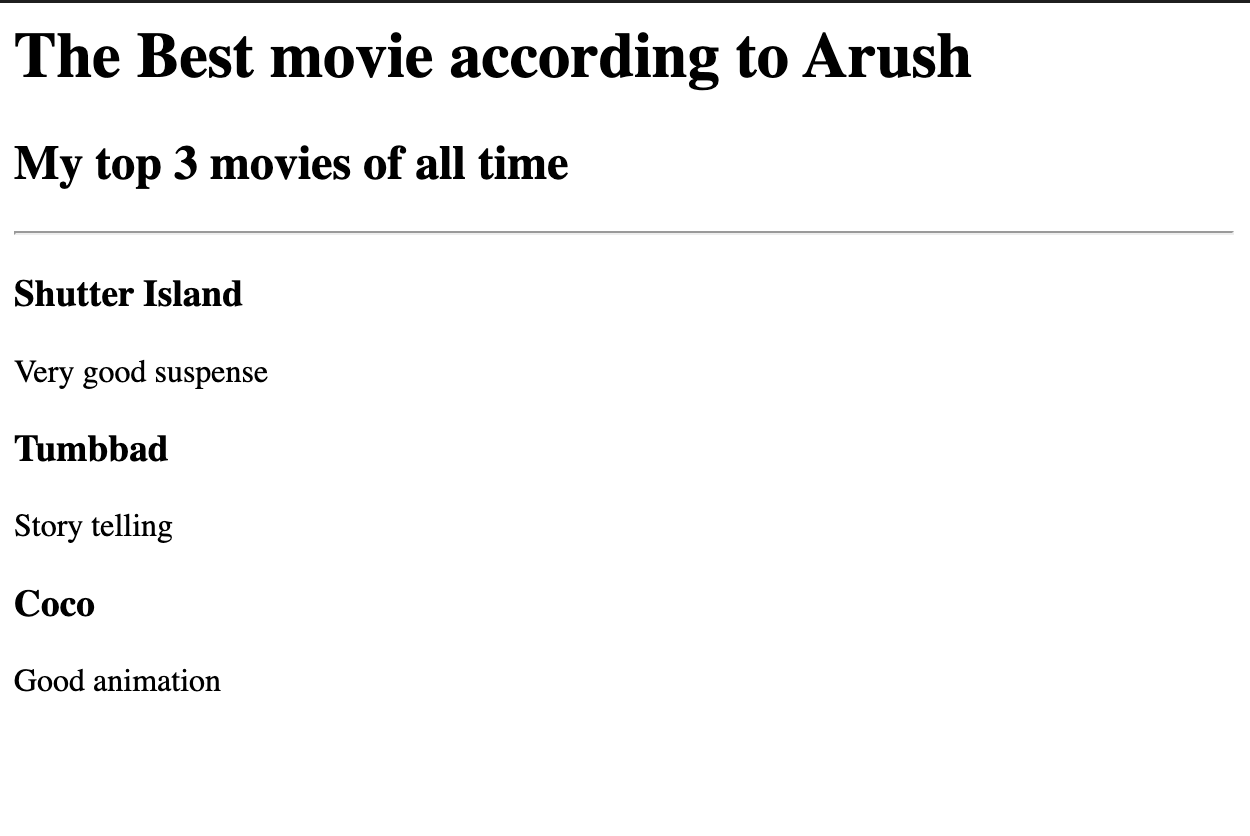 The Best movie according to Arush
My top 3 movies of all time
Shutter Island
Very good suspense
Tumbbad
Story telling
Coco
Good animation